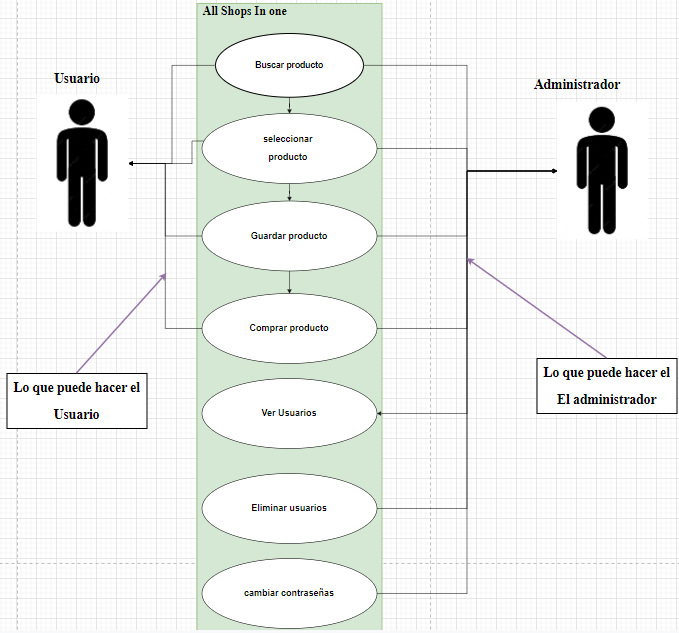 All Shops In one
Usuario
Administrador
Buscar producto
seleccionar
producto
Guardar producto
Comprar producto
Ver Usuarios
Eliminar usuarios
cambiar contraseñas
Lo que puede hacer el
Usuario
Lo que puede hacer el
El administrador